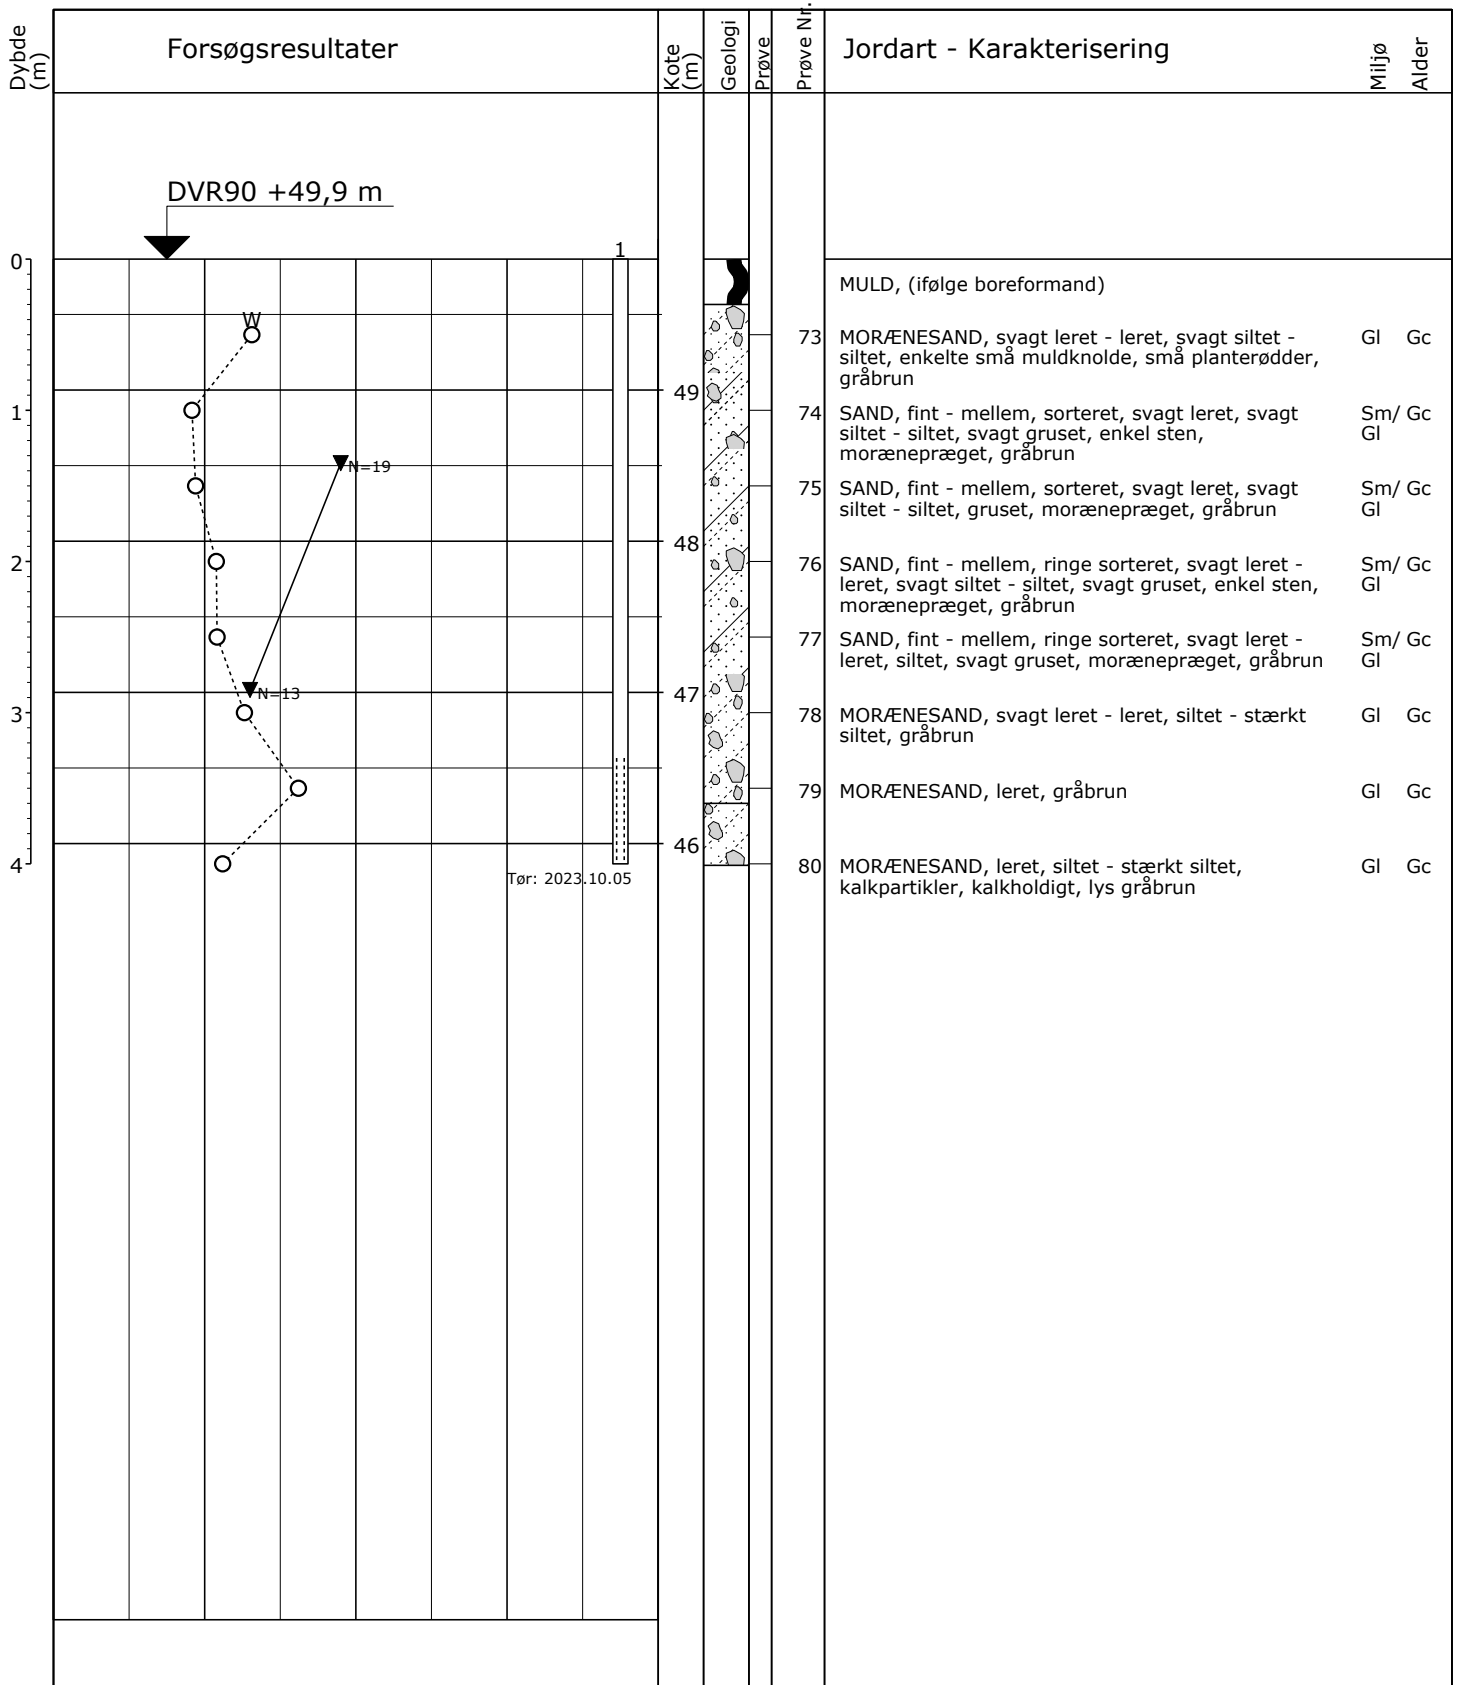 Dybde
(m)
Forsøgsresultater
Kote
(m)
Geologi
Prøve
Prøve Nr.
Jordart - Karakterisering
Miljø
Alder
DVR90 +49,9 m
0
1
MULD, (ifølge boreformand)
W
73 MORÆNESAND, svagt leret - leret, svagt siltet - Gl Gc
siltet, enkelte små muldknolde, små planterødder,
gråbrun
49
1
74 SAND, fint - mellem, sorteret, svagt leret, svagt Sm/ Gc
siltet - siltet, svagt gruset, enkel sten, Gl
morænepræget, gråbrun
N=19
75 SAND, fint - mellem, sorteret, svagt leret, svagt Sm/ Gc
siltet - siltet, gruset, morænepræget, gråbrun Gl
48
2
76 SAND, fint - mellem, ringe sorteret, svagt leret - Sm/ Gc
leret, svagt siltet - siltet, svagt gruset, enkel sten, Gl
morænepræget, gråbrun
77 SAND, fint - mellem, ringe sorteret, svagt leret - Sm/ Gc
leret, siltet, svagt gruset, morænepræget, gråbrun Gl
N=13
47
3
78 MORÆNESAND, svagt leret - leret, siltet - stærkt Gl Gc
siltet, gråbrun
79 MORÆNESAND, leret, gråbrun Gl Gc
46
4
80 MORÆNESAND, leret, siltet - stærkt siltet, Gl Gc
kalkpartikler, kalkholdigt, lys gråbrun
Tør: 2023.10.05